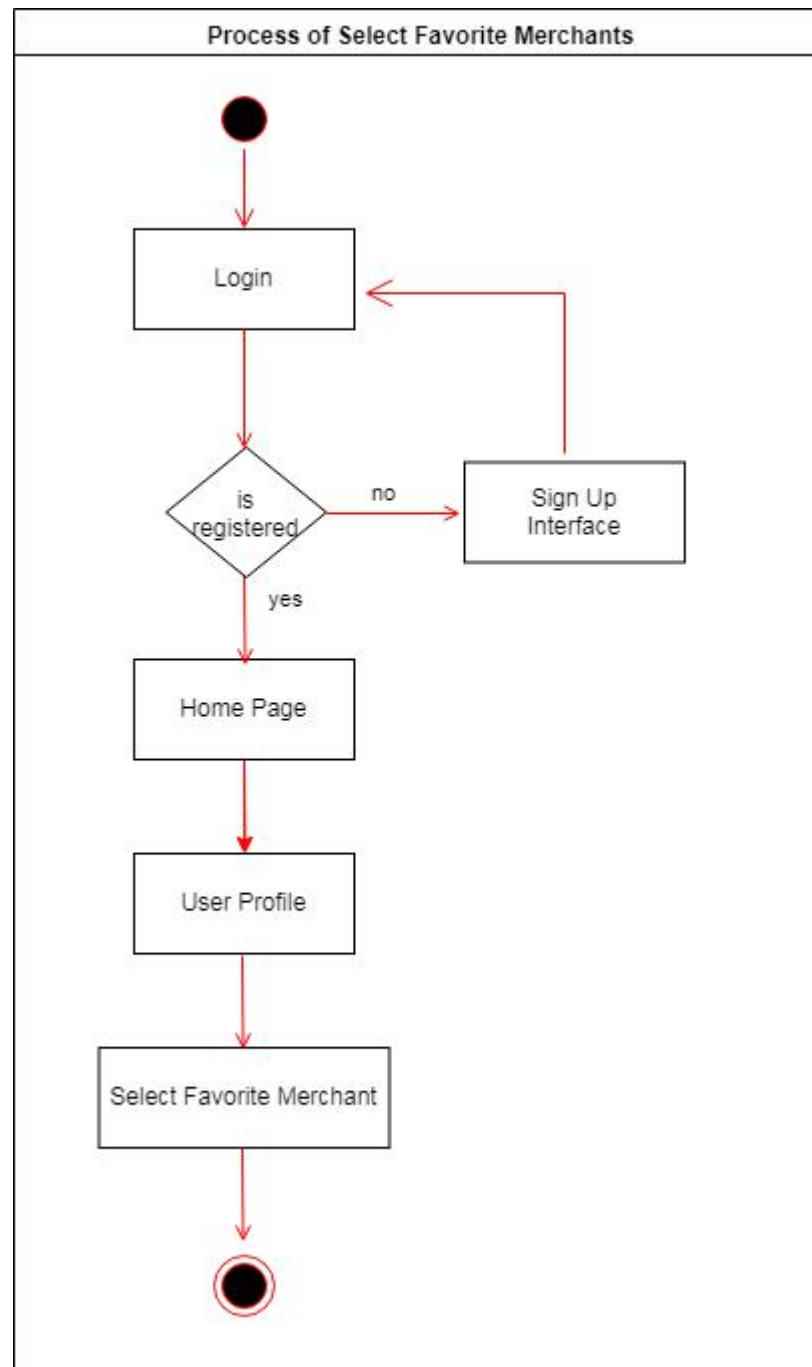 Process of Select Favorite Merchants
Login
is
registered
no
Sign Up
Interface
yes
Home Page
User Profile
Select Favorite Merchant